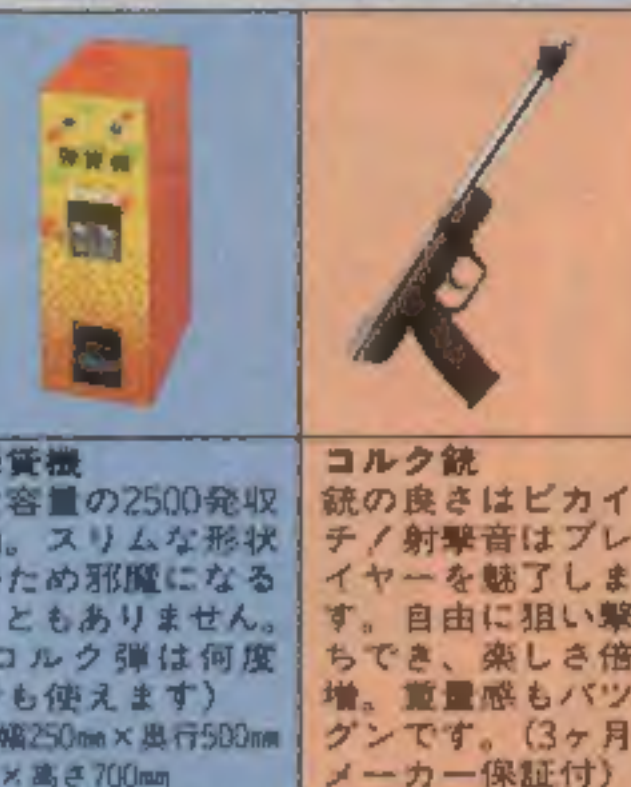 弾貸機
貸機
容量の2500発収
。スリムな形状
ため邪魔になる
ともありません。
コルク弾は何度
も使えます)
幅250mm×奥行500mm
×高さ700mm
コルク銃
銃の良さはピカイ
チ!射撃音はプレ
イヤーを魅了しま
す。自由に狙い撃
ちでき、楽しさ倍
増。重量感もバツ
グンです。(3ヶ月
メーカー保証付)